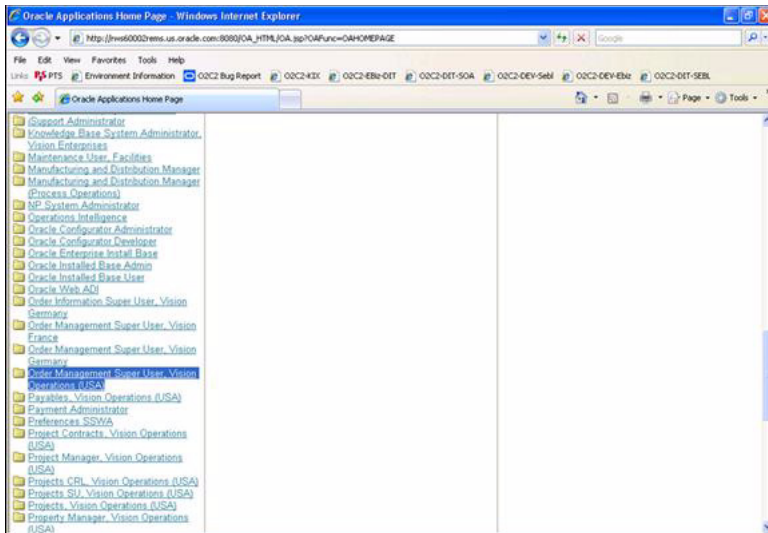 Oracle Applications Home Page - Windows Internet Explorer
http://rws60002rems.us.oracle.com:8080/OA_HTML/OA.jsp?OAFunc=OAHOMEPAGE
Google
File Edit View Favorites Tools Help
Links PTS Environment Information O2C2 Bug Report O2C2-KIX O2C2-EBiz-DIT O2C2-DIT-SOA O2C2-DEV-Sebl O2C2-DEV-Ebiz O2C2-DIT-SEBL
Oracle Applications Home Page
Page Tools
iSupport Administrator
Knowledge Base System Administrator,
Vision Enterprises
Maintenance User, Facilities
Manufacturing and Distribution Manager
Manufacturing and Distribution Manager
(Process Operations)
NP System Administrator
Operations Intelligence
Oracle Configurator Administrator
Oracle Configurator Developer
Oracle Enterprise Install Base
Oracle Installed Base Admin
Oracle Installed Base User
Oracle Web ADI
Order Information Super User, Vision
Germany
Order Management Super User, Vision
France
Order Management Super User, Vision
Germany
Order Management Super User, Vision
Operations (USA)
Payables, Vision Operations (USA)
Payment Administrator
Preferences SSWA
Project Contracts, Vision Operations
(USA)
Project Manager, Vision Operations
(USA)
Projects CRL, Vision Operations (USA)
Projects SU, Vision Operations (USA)
Projects, Vision Operations (USA)
Property Manager, Vision Operations
(USA)